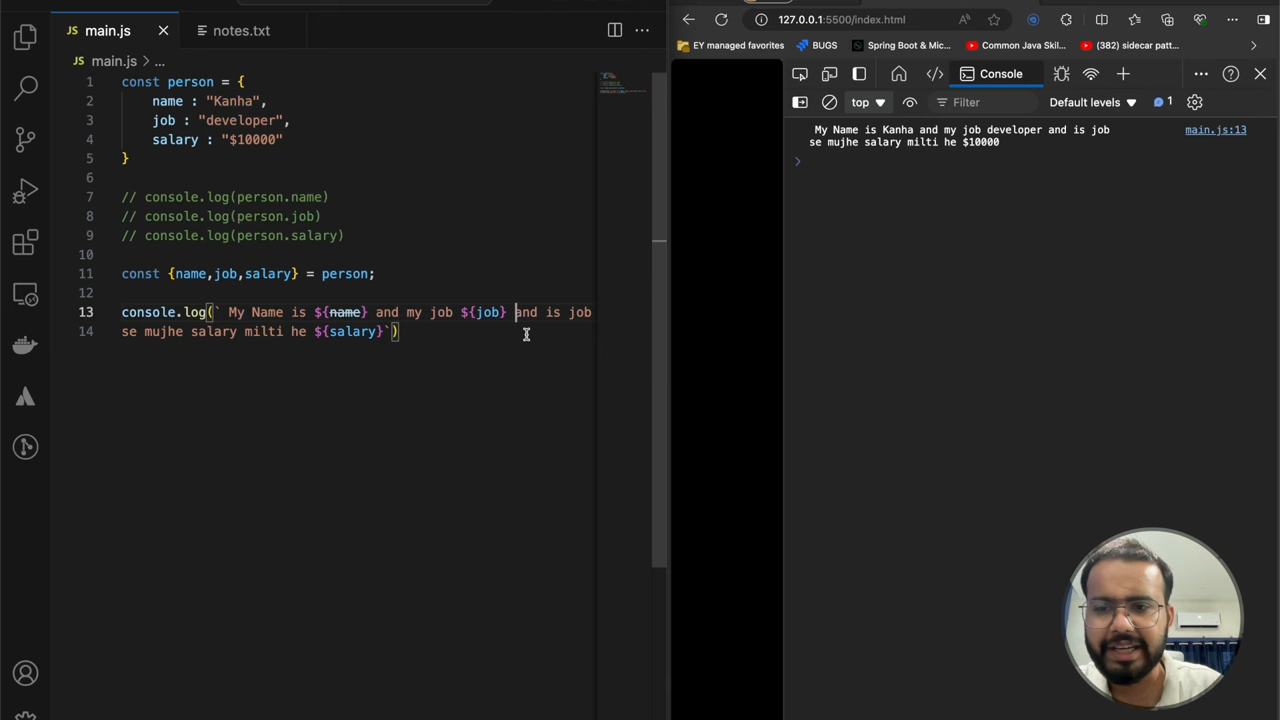 main.js
notes.txt
main.js > ...
1 const person = {
2 name : "Kanha",
3 job : "developer",
4 salary : "$10000"
5 }
6
7 // console.log(person.name)
8 // console.log(person.job)
9 // console.log(person.salary)
10
11 const {name,job,salary} = person;
12
13 console.log(` My Name is ${name} and my job ${job} and is job
14 se mujhe salary milti he ${salary}`)
127.0.0.1:5500/index.html
EY managed favorites
BUGS
Spring Boot & Mic...
Common Java Skil...
(382) sidecar patt...
Console
top
Filter
Default levels
1
My Name is Kanha and my job developer and is job
main.js:13
se mujhe salary milti he $10000